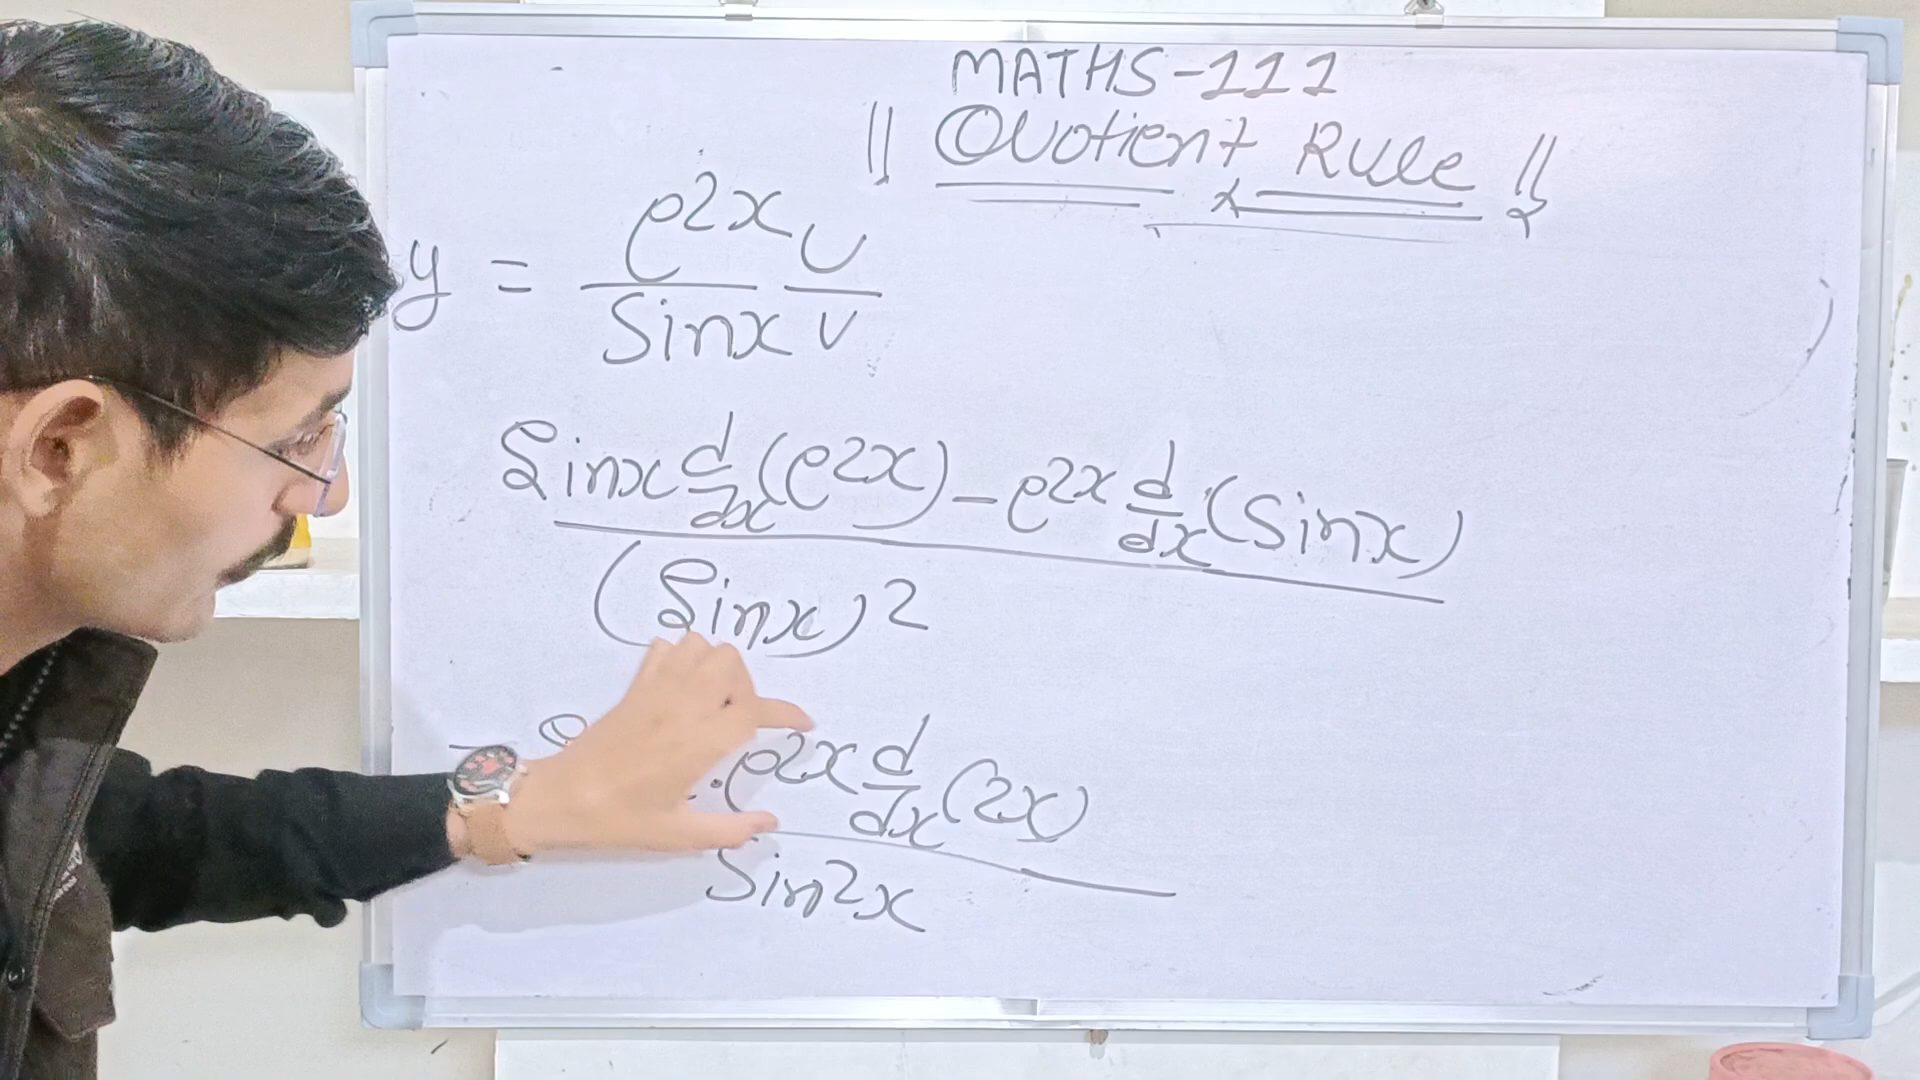 MATHS-111
|| Quotient Rule ||
y = e^2x / Sinx U / V
Sinx d/dx (e^2x) - e^2x d/dx (Sinx)
(Sinx)2
. e^2x d/dx (2x)
Sin^2x